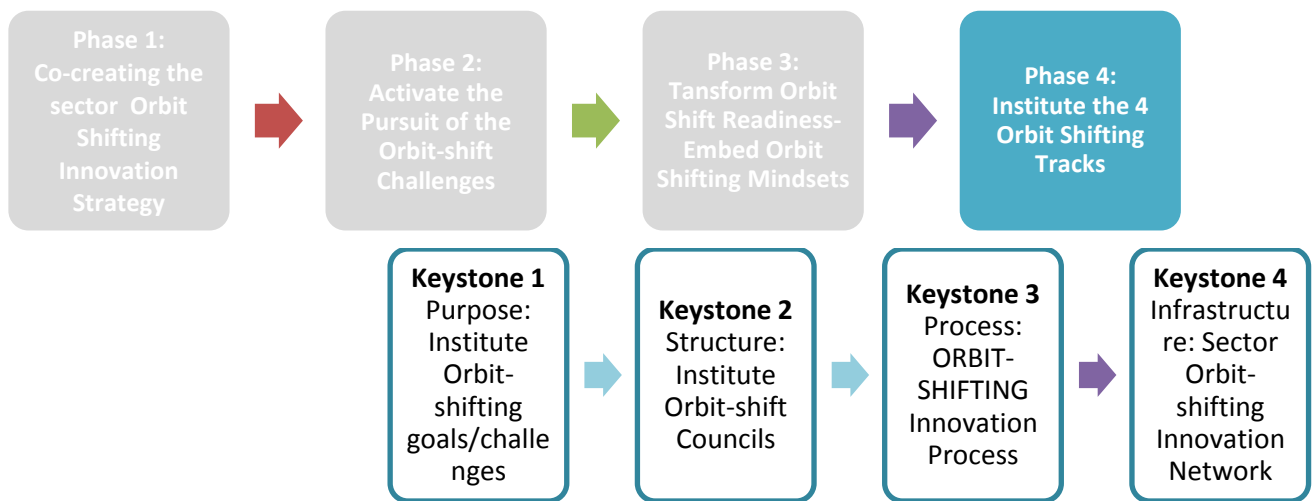 Phase 1:
Co-creating the
sector Orbit
Shifting
Innovation
Strategy
Phase 2:
Activate the
Pursuit of the
Orbit-shift
Challenges
Phase 3:
Tansform Orbit
Shift Readiness-
Embed Orbit
Shifting Mindsets
Phase 4:
Institute the 4
Orbit Shifting
Tracks
Keystone 1
Purpose:
Institute
Orbit-
shifting
goals/challe
nges
Keystone 2
Structure:
Institute
Orbit-shift
Councils
Keystone 3
Process:
ORBIT-
SHIFTING
Innovation
Process
Keystone 4
Infrastructu
re: Sector
Orbit-
shifting
Innovation
Network